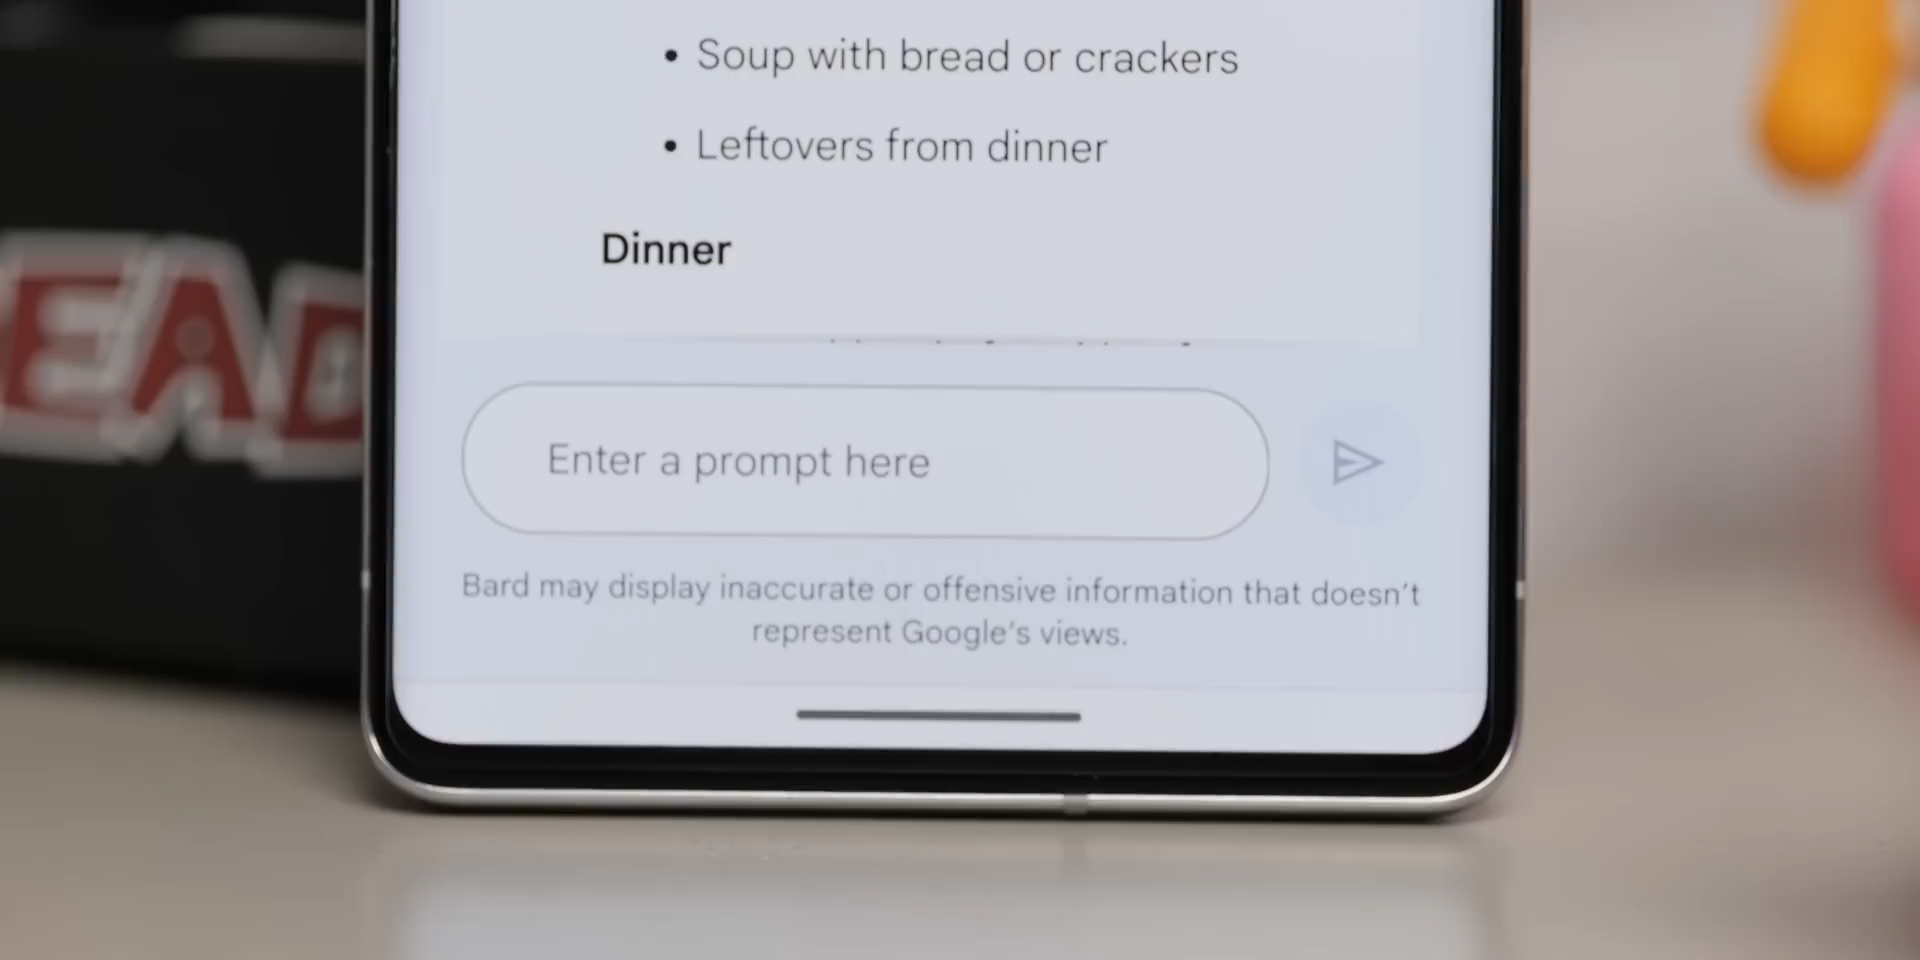 • Soup with bread or crackers
• Leftovers from dinner
Dinner
EAD
Enter a prompt here
Bard may display inaccurate or offensive information that doesn't
represent Google's views.